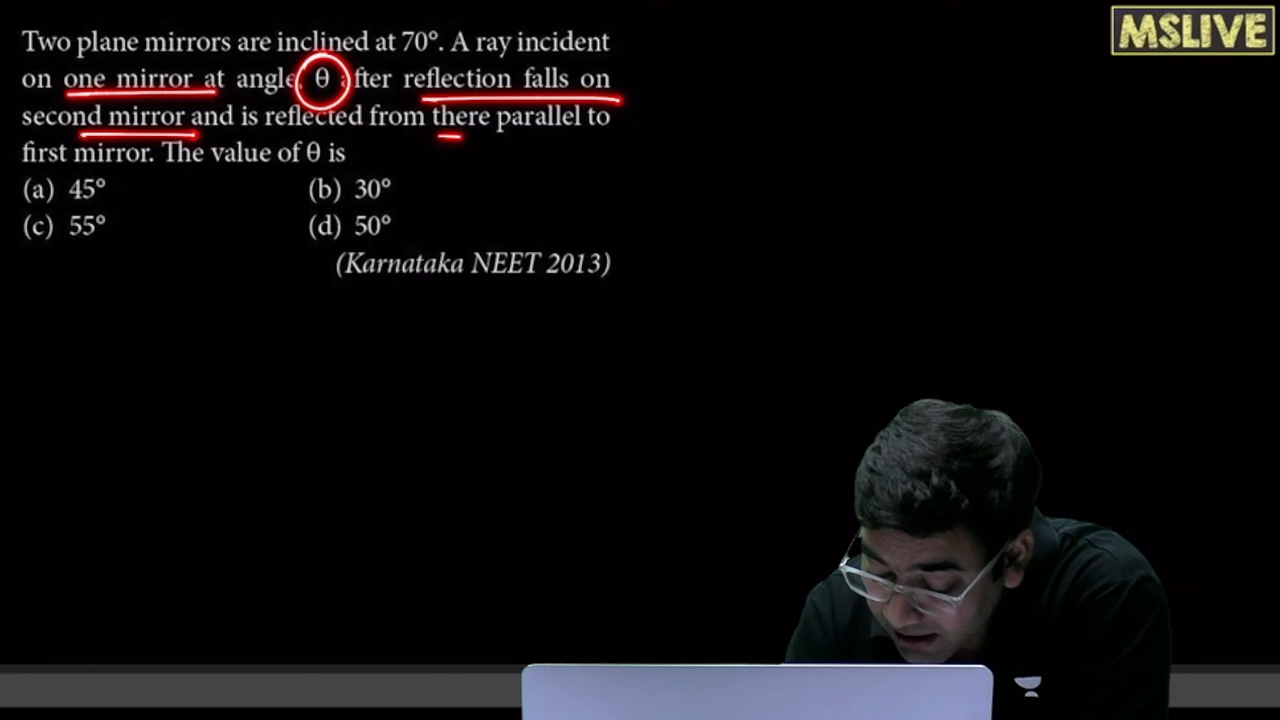 MSLIVE
Two plane mirrors are inclined at 70°. A ray incident
on one mirror at angle θ after reflection falls on
second mirror and is reflected from there parallel to
first mirror. The value of θ is
(a) 45° (b) 30°
(c) 55° (d) 50°
(Karnataka NEET 2013)